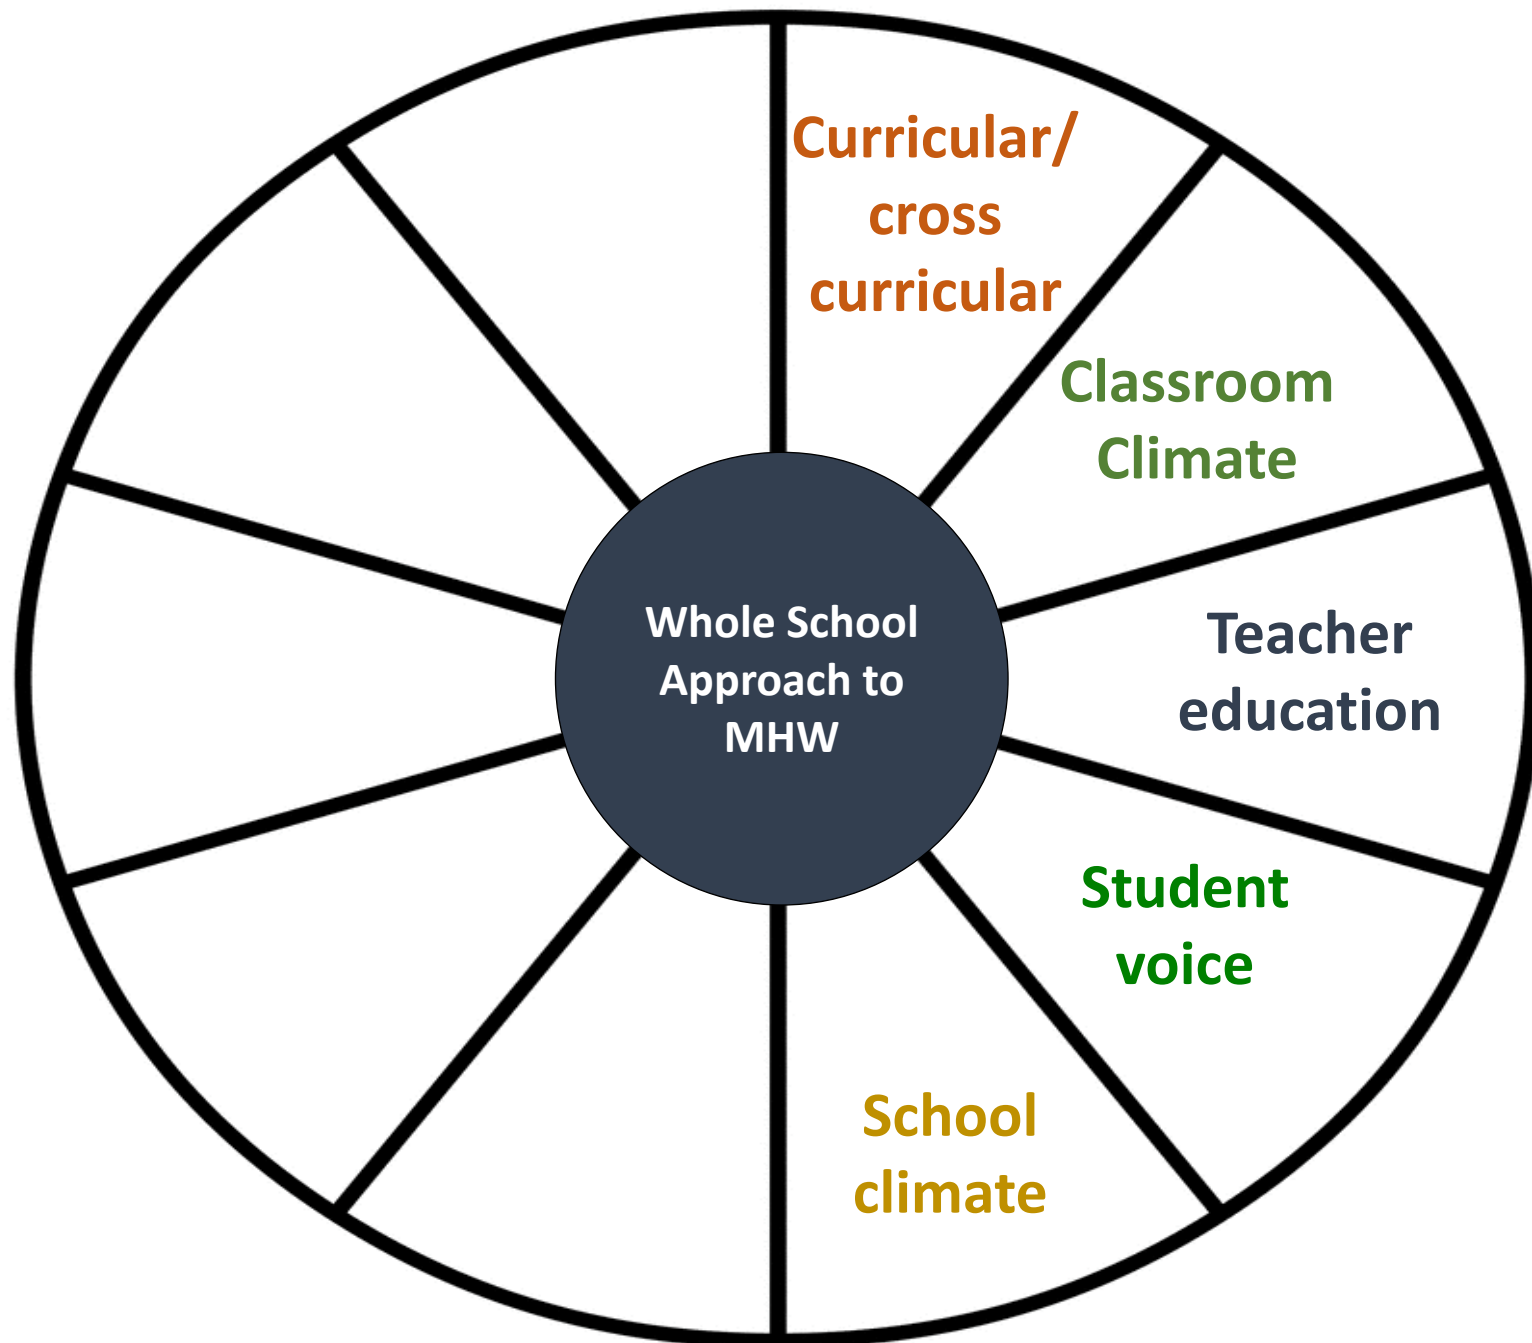 Curricular/
cross
curricular
Classroom
Climate
Teacher
education
Student
voice
School
climate
Whole School
Approach to
MHW